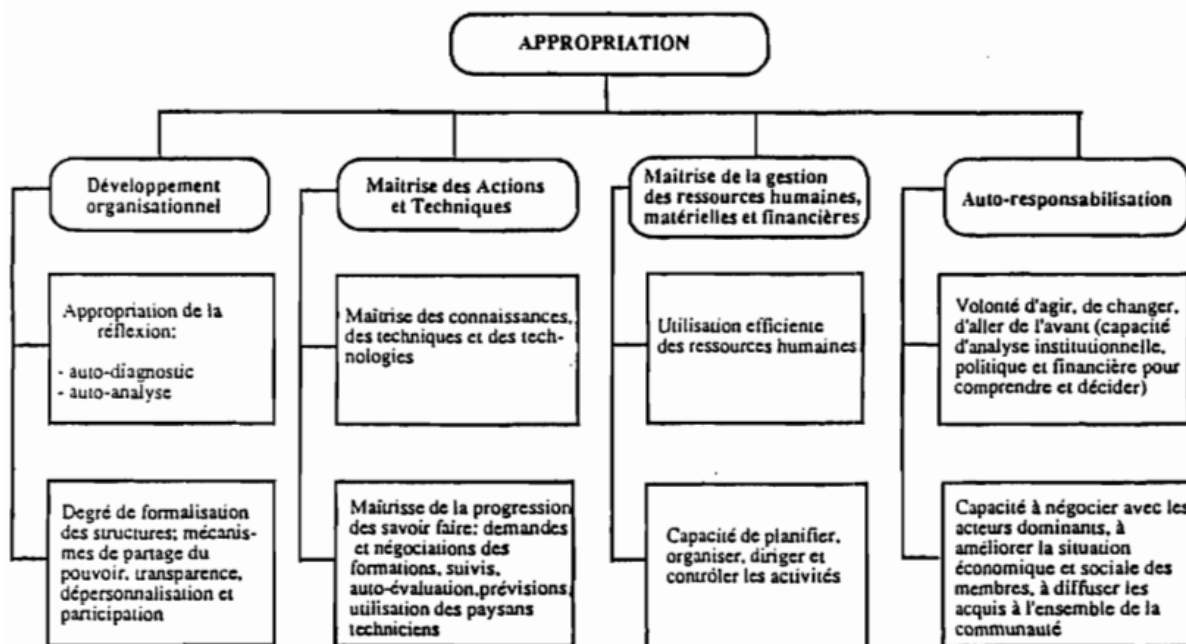 APPROPRIATION
Développement
organisationnel
Maîtrise des Actions
et Techniques
Maîtrise de la gestion
des ressources humaines,
matérielles et financières
Auto-responsabilisation
Appropriation de la
réflexion:
- auto-diagnostic
- auto-analyse
Maîtrise des connaissances,
des techniques et des tech-
nologies
Utilisation efficiente
des ressources humaines
Volonté d'agir, de changer,
d'aller de l'avant (capacité
d'analyse institutionnelle,
politique et financière pour
comprendre et décider)
Degré de formalisation
des structures; mécanis-
mes de partage du
pouvoir, transparence,
dépersonnalisation et
participation
Maîtrisse de la progression
des savoir faire: demandes
et négociations des
formations, suivis,
auto-évaluation,prévisions,
utilisation des paysans
techniciens
Capacité de planifier,
organiser, diriger et
contrôler les activités
Capacité à négocier avec les
acteurs dominants, à
améliorer la situation
économique et sociale des
membres, à diffuser les
acquis à l'ensemble de la
communauté